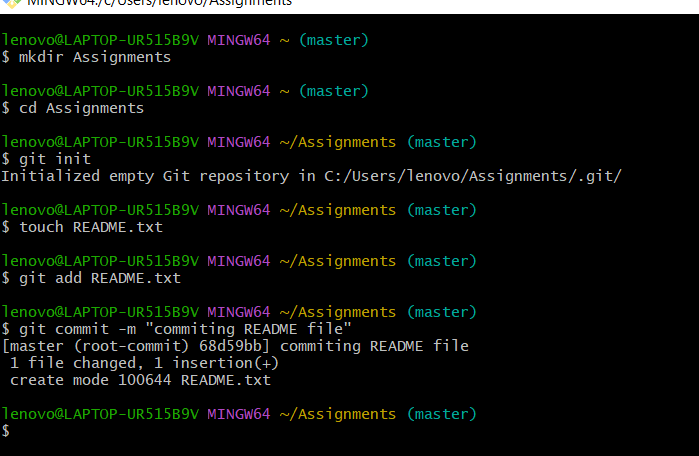 MINGW64:/c/Users/lenovo/Assignments
lenovo@LAPTOP-UR515B9V MINGW64 ~ (master)
$ mkdir Assignments
lenovo@LAPTOP-UR515B9V MINGW64 ~ (master)
$ cd Assignments
lenovo@LAPTOP-UR515B9V MINGW64 ~/Assignments (master)
$ git init
Initialized empty Git repository in C:/Users/lenovo/Assignments/.git/
lenovo@LAPTOP-UR515B9V MINGW64 ~/Assignments (master)
$ touch README.txt
lenovo@LAPTOP-UR515B9V MINGW64 ~/Assignments (master)
$ git add README.txt
lenovo@LAPTOP-UR515B9V MINGW64 ~/Assignments (master)
$ git commit -m "commiting README file"
[master (root-commit) 68d59bb] commiting README file
 1 file changed, 1 insertion(+)
 create mode 100644 README.txt
lenovo@LAPTOP-UR515B9V MINGW64 ~/Assignments (master)
$